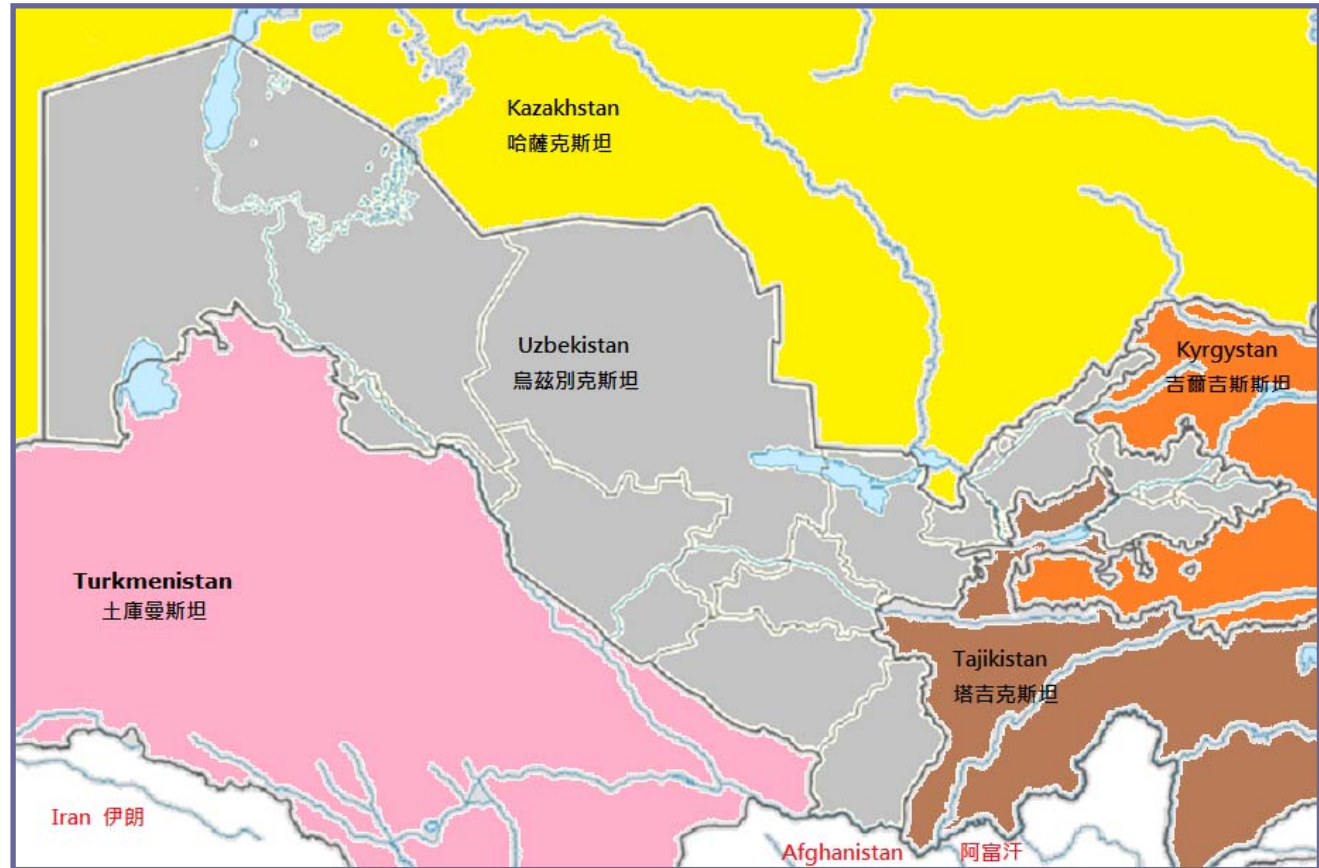 Kazakhstan
哈薩克斯坦
Uzbekistan
烏茲別克斯坦
Kyrgystan
吉爾吉斯斯坦
Turkmenistan
土庫曼斯坦
Tajikistan
塔吉克斯坦
Iran 伊朗
Afghanistan 阿富汗